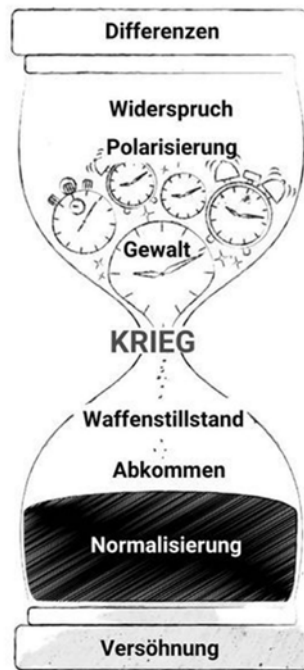 Differenzen
Widerspruch
Polarisierung
Gewalt
KRIEG
Waffenstillstand
Abkommen
Normalisierung
Versöhnung